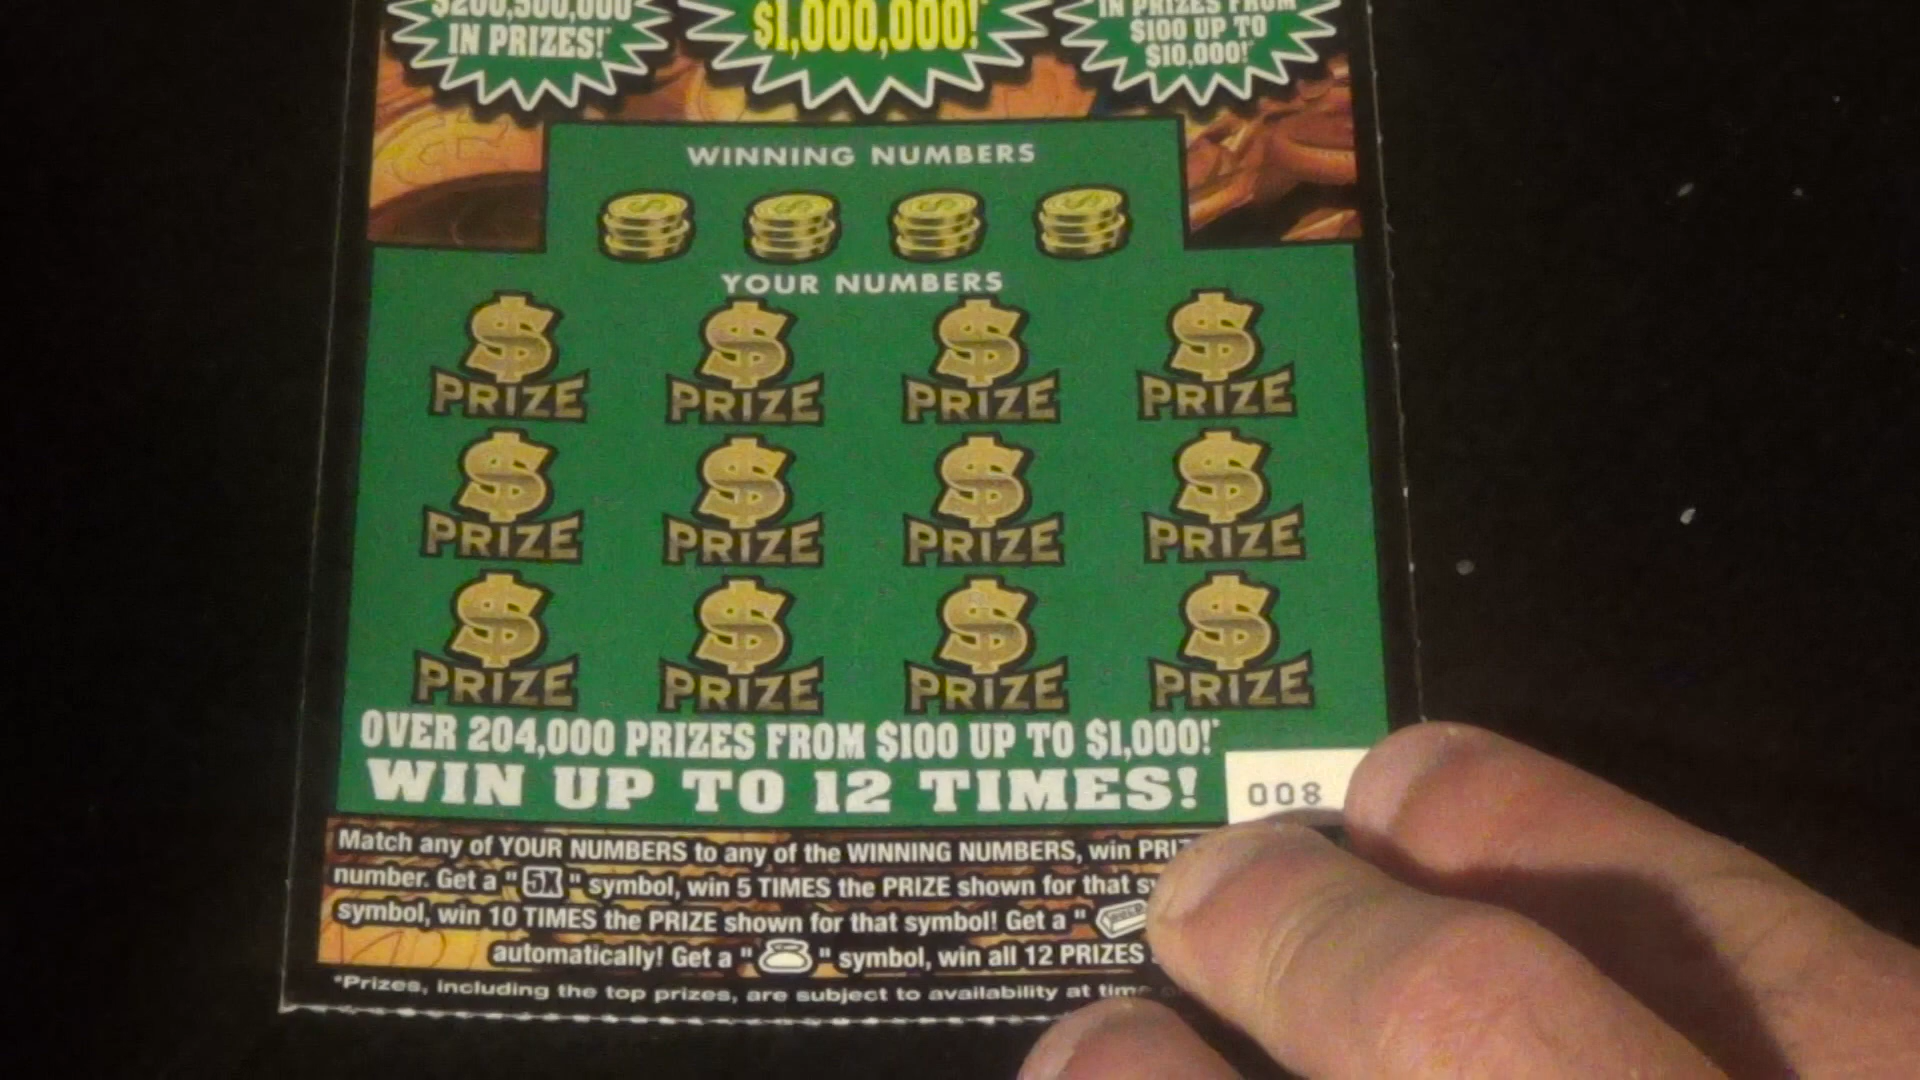 $200,500,000
IN PRIZES!*
$1,000,000!*
IN PRIZES FROM
$100 UP TO
$10,000!*
WINNING NUMBERS
YOUR NUMBERS
PRIZE PRIZE PRIZE PRIZE
PRIZE PRIZE PRIZE PRIZE
PRIZE PRIZE PRIZE PRIZE
OVER 204,000 PRIZES FROM $100 UP TO $1,000!*
WIN UP TO 12 TIMES!
008
Match any of YOUR NUMBERS to any of the WINNING NUMBERS, win
number. Get a " 5X " symbol, win 5 TIMES the PRIZE shown for that
symbol, win 10 TIMES the PRIZE shown for that symbol! Get a "
automatically! Get a " " symbol, win all 12 PRIZES
*Prizes, including the top prizes, are subject to availability at